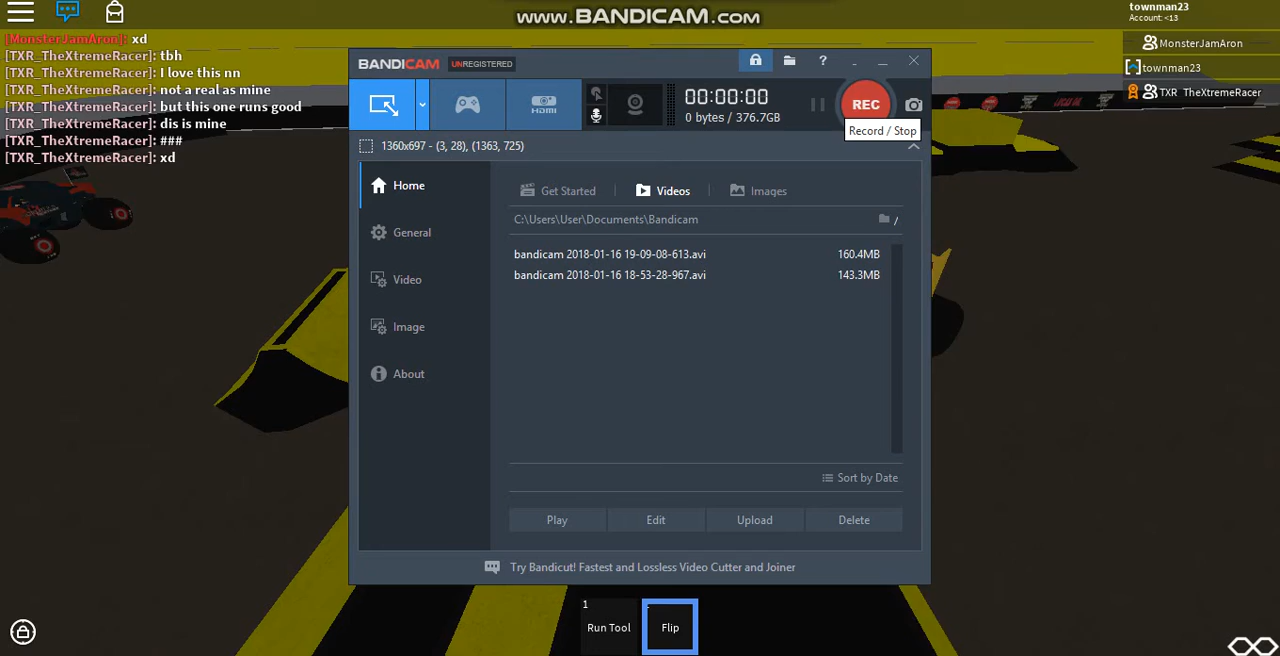 www.BANDICAM.com
townman23
Account: <13
[MonsterJamAron]: xd
[TXR_TheXtremeRacer]: tbh
[TXR_TheXtremeRacer]: I love this nn
[TXR_TheXtremeRacer]: not a real as mine
[TXR_TheXtremeRacer]: but this one runs good
[TXR_TheXtremeRacer]: dis is mine
[TXR_TheXtremeRacer]: ###
[TXR_TheXtremeRacer]: xd
MonsterJamAron
townman23
TXR_TheXtremeRacer
BANDICAM UNREGISTERED
?
HDMI
00:00:00
0 bytes / 376.7GB
REC
Record / Stop
1360x697 - (3, 28), (1363, 725)
Home
General
Video
Image
About
Get Started
Videos
Images
C:\Users\User\Documents\Bandicam
/
bandicam 2018-01-16 19-09-08-613.avi 160.4MB
bandicam 2018-01-16 18-53-28-967.avi 143.3MB
Sort by Date
Play
Edit
Upload
Delete
Try Bandicut! Fastest and Lossless Video Cutter and Joiner
1
Run Tool
Flip